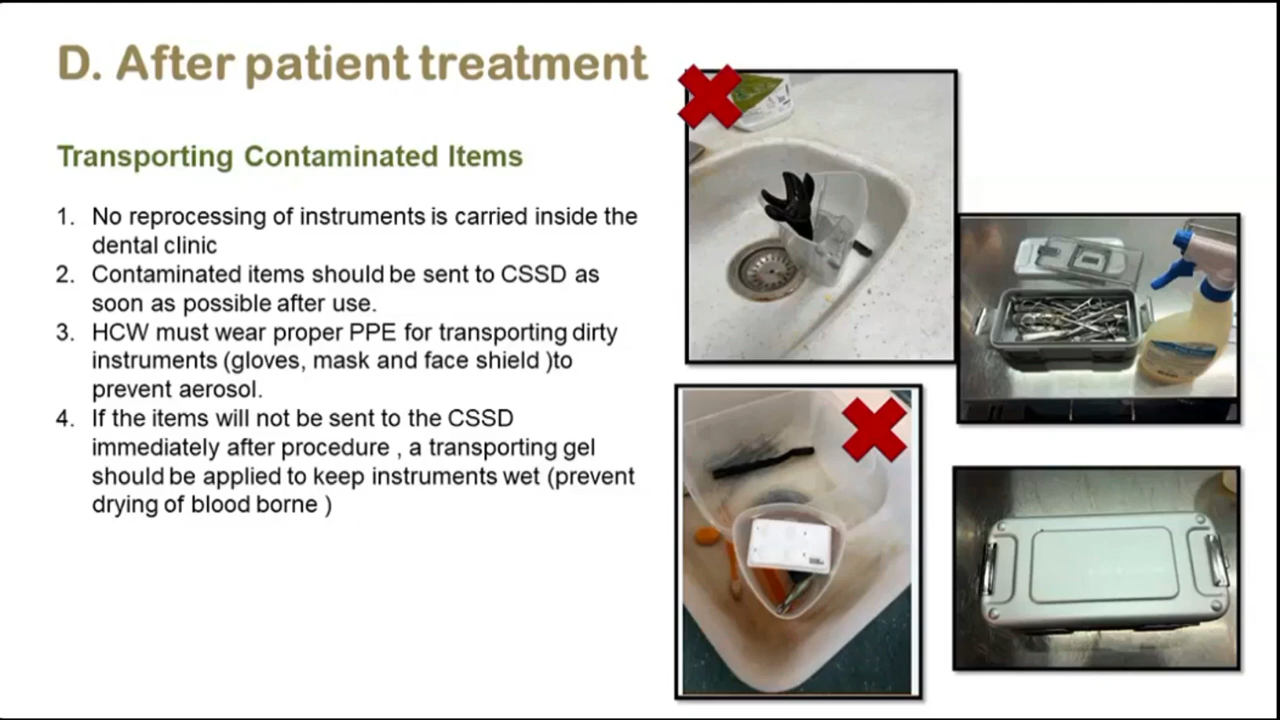 D. After patient treatment
Transporting Contaminated Items
1. No reprocessing of instruments is carried inside the
dental clinic
2. Contaminated items should be sent to CSSD as
soon as possible after use.
3. HCW must wear proper PPE for transporting dirty
instruments (gloves, mask and face shield )to
prevent aerosol.
4. If the items will not be sent to the CSSD
immediately after procedure , a transporting gel
should be applied to keep instruments wet (prevent
drying of blood borne )